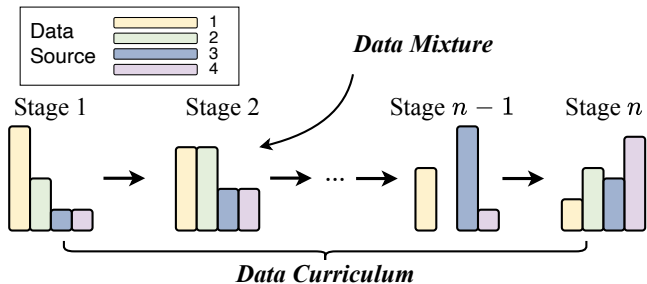 Data
Source
1
2
3
4
Data Mixture
Stage 1
Stage 2
Stage n − 1
Stage n
...
Data Curriculum